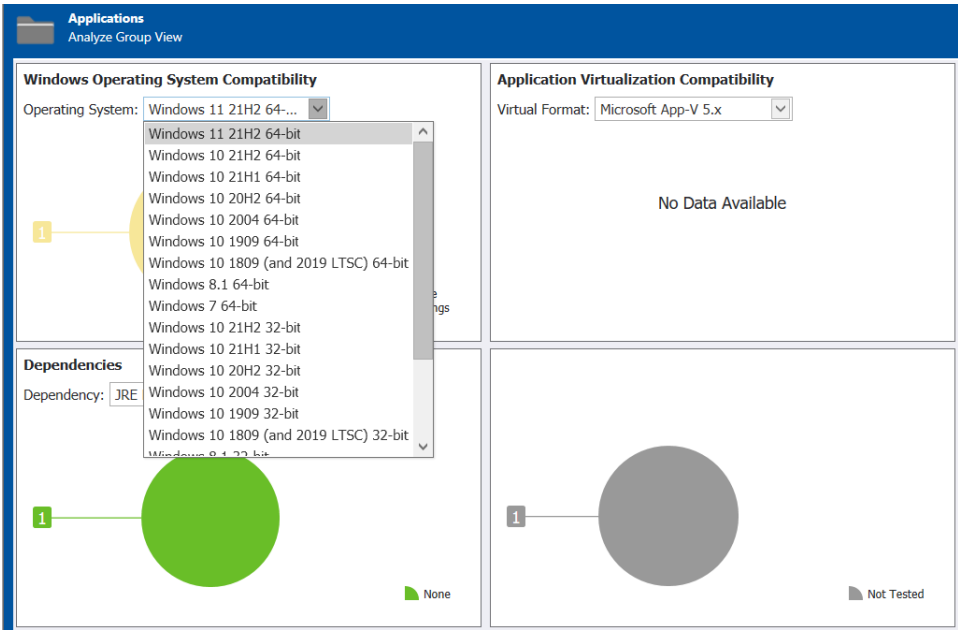 Applications
Analyze Group View
Windows Operating System Compatibility
Operating System: Windows 11 21H2 64-...
Windows 11 21H2 64-bit
Windows 10 21H2 64-bit
Windows 10 21H1 64-bit
Windows 10 20H2 64-bit
Windows 10 2004 64-bit
Windows 10 1909 64-bit
Windows 10 1809 (and 2019 LTSC) 64-bit
Windows 8.1 64-bit
Windows 7 64-bit
Windows 10 21H2 32-bit
Windows 10 21H1 32-bit
Windows 10 20H2 32-bit
Windows 10 2004 32-bit
Windows 10 1909 32-bit
Windows 10 1809 (and 2019 LTSC) 32-bit
Windows 8.1 32-bit
1
Application Virtualization Compatibility
Virtual Format: Microsoft App-V 5.x
No Data Available
Dependencies
Dependency: JRE
1
None
1
Not Tested